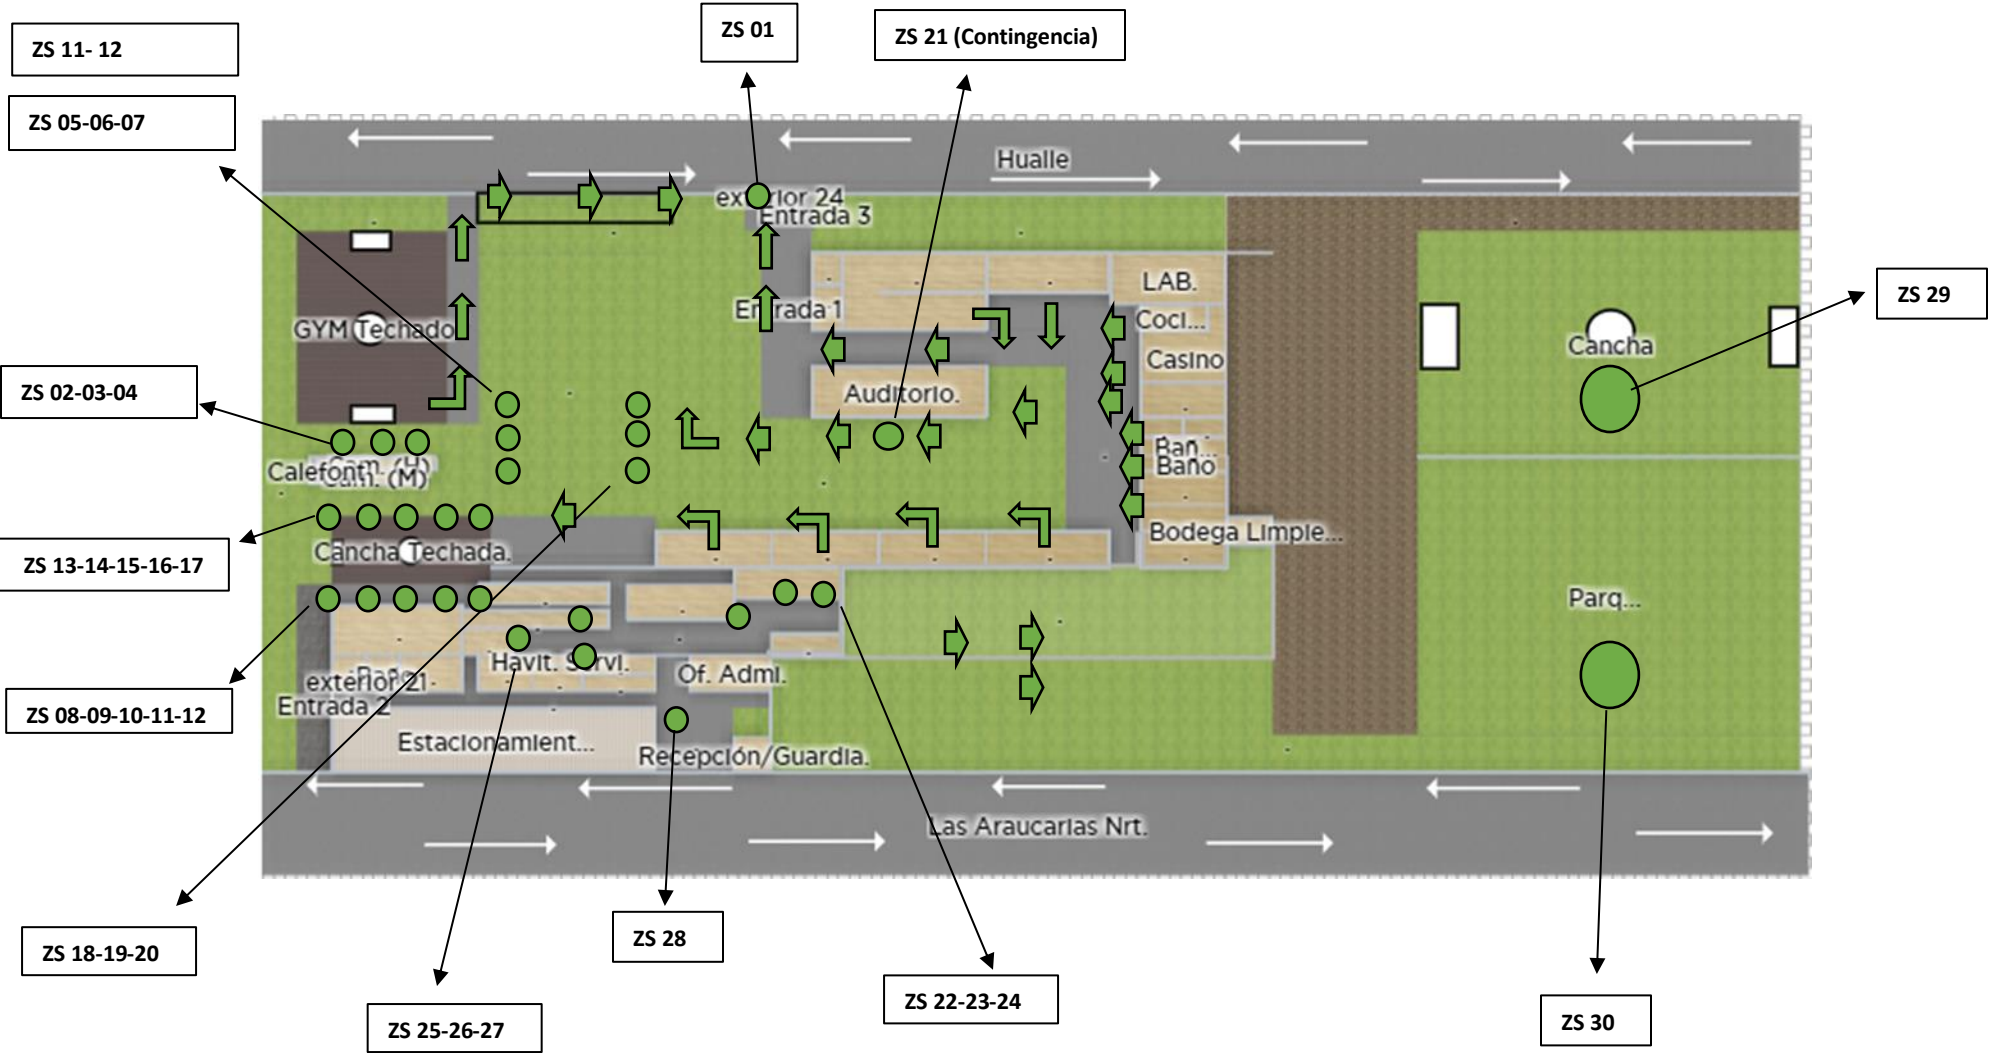 ZS 01
ZS 21 (Contingencia)
ZS 11- 12
ZS 05-06-07
Hualle
exterior 24
Entrada 3
LAB.
ZS 29
Entrada 1
Coci...
GYM Techado
Cancha
Casino
ZS 02-03-04
Auditorio.
Cam. (H)
Calefont.
Cam. (M)
Bañ...
Baño
Bodega Limpie...
Cancha Techada.
ZS 13-14-15-16-17
Parq...
Havit. Servi.
Of. Admi.
exterior 21
Entrada 2
ZS 08-09-10-11-12
Estacionamient...
Recepción/Guardia.
Las Araucarias Nrt.
ZS 28
ZS 18-19-20
ZS 22-23-24
ZS 25-26-27
ZS 30